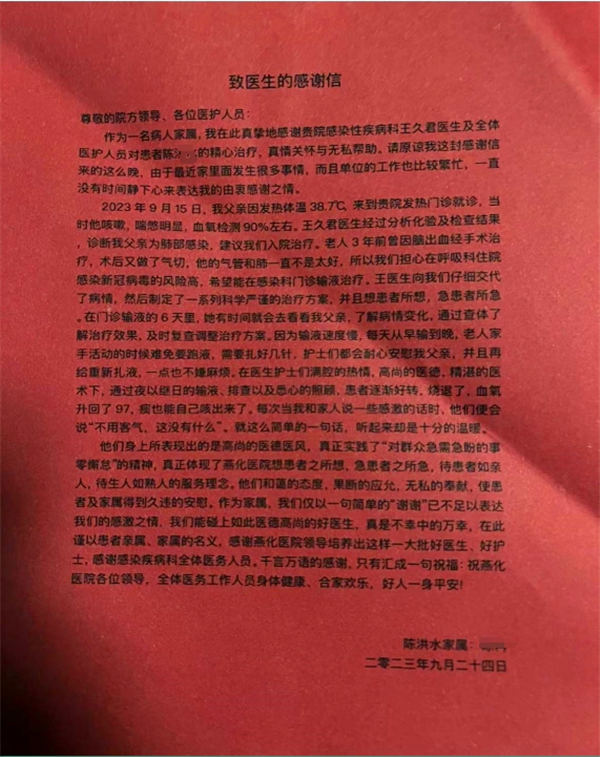 致医生的感谢信
尊敬的院方领导、各位医护人员：
作为一名病人家属，我在此真挚地感谢贵院感染性疾病科王久君医生及全体
医护人员对患者陈 的精心治疗，真情关怀与无私帮助。请原谅我这封感谢信
来的这么晚，由于最近家里面发生很多事情，而且单位的工作也比较繁忙，一直
没有时间静下心来表达我的由衷感谢之情。
2023年9月15日，我父亲因发热体温38.7℃，来到贵院发热门诊就诊，当
时他咳嗽，喘憋明显，血氧检测90%左右。王久君医生经过分析化验及检查结果
，诊断我父亲为肺部感染，建议我们入院治疗。老人3年前曾因脑出血经手术治
疗，术后又做了气切，他的气管和肺一直不是太好，所以我们担心在呼吸科住院
感染新冠病毒的风险高，希望能在感染科门诊输液治疗。王医生向我们仔细交代
了病情，然后制定了一系列科学严谨的治疗方案，并且想患者所想，急患者所急
。在门诊输液的6天里，她有时间就会去看看我父亲，了解病情变化，通过查体了
解治疗效果，及时复查调整治疗方案，因为输液速度慢，每天从早输到晚，老人家
手活动的时候难免要跑液，需要扎好几针，护士们都会耐心安慰我父亲，并且再
给重新扎液，一点也不嫌麻烦。在医生护士们满腔的热情，高尚的医德，精湛的医
术下，通过夜以继日的输液、排查以及悉心的照顾，患者逐渐好转，烧退了，血氧
升回了97，痰也能自己咳出来了。每次当我和家人说一些感激的话时，他们便会
说“不用客气，这没有什么”。就这么简单的一句话，听起来却是十分的温暖。
他们身上所表现出的是高尚的医德医风，真正实践了“对群众急需急盼的事
零懈怠”的精神，真正体现了燕化医院想患者之所想，急患者之所急，待患者如亲
人，待生人如熟人的服务理念。他们和蔼的态度，果断的应允，无私的奉献，使患
者及家属得到久违的安慰。作为家属，我们仅以一句简单的“谢谢”已不足以表达
我们的感激之情，我们能碰上如此医德高尚的好医生，真是不幸中的万幸，在此
谨以患者亲属、家属的名义，感谢燕化医院领导培养出这样一大批好医生、好护
士，感谢感染疾病科全体医务人员。千言万语的感谢，只有汇成一句祝福：祝燕化
医院各位领导，全体医务工作人员身体健康、合家欢乐，好人一身平安！
陈洪水家属：
二零二三年九月二十四日